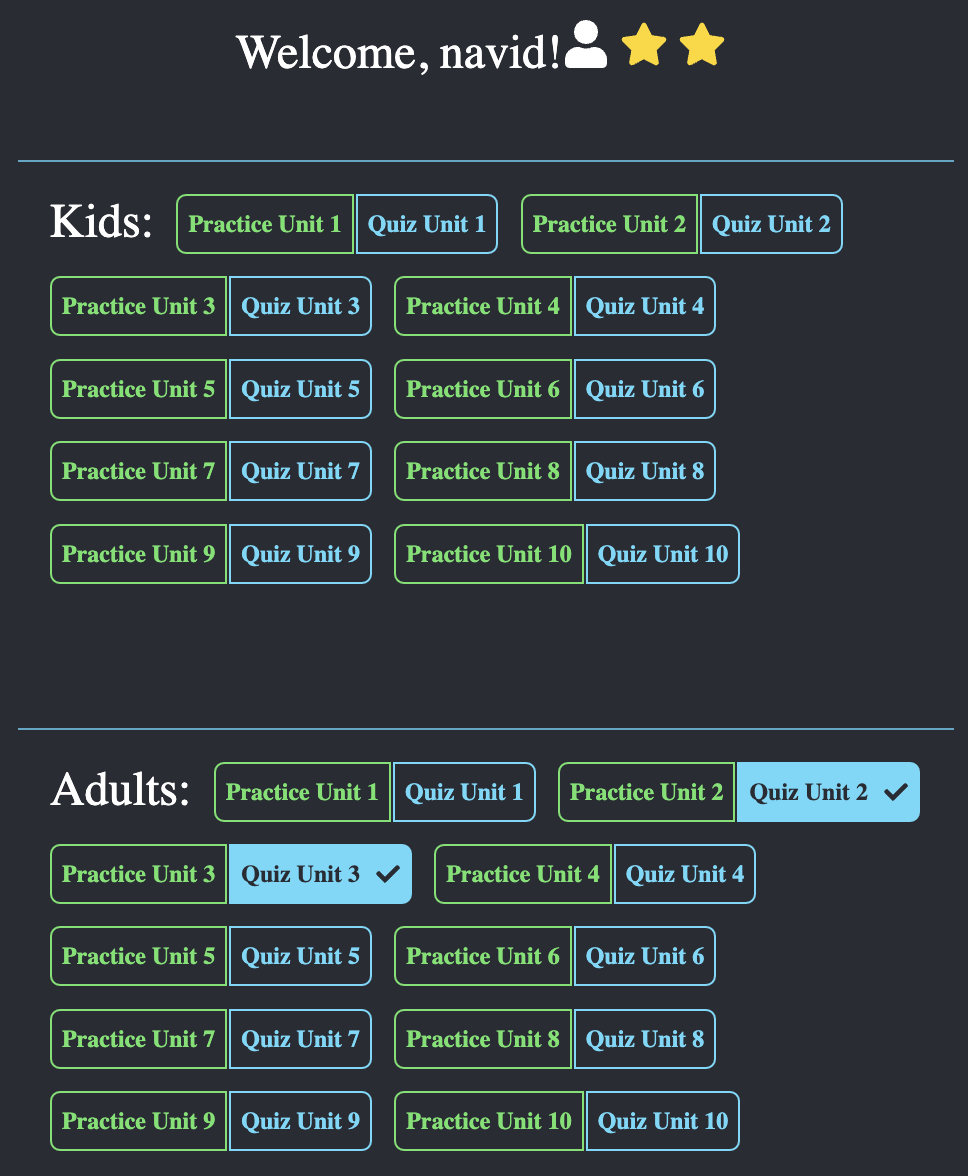 Welcome, navid!
Kids: Practice Unit 1 Quiz Unit 1 Practice Unit 2 Quiz Unit 2
Practice Unit 3 Quiz Unit 3 Practice Unit 4 Quiz Unit 4
Practice Unit 5 Quiz Unit 5 Practice Unit 6 Quiz Unit 6
Practice Unit 7 Quiz Unit 7 Practice Unit 8 Quiz Unit 8
Practice Unit 9 Quiz Unit 9 Practice Unit 10 Quiz Unit 10
Adults: Practice Unit 1 Quiz Unit 1 Practice Unit 2 Quiz Unit 2
Practice Unit 3 Quiz Unit 3 Practice Unit 4 Quiz Unit 4
Practice Unit 5 Quiz Unit 5 Practice Unit 6 Quiz Unit 6
Practice Unit 7 Quiz Unit 7 Practice Unit 8 Quiz Unit 8
Practice Unit 9 Quiz Unit 9 Practice Unit 10 Quiz Unit 10